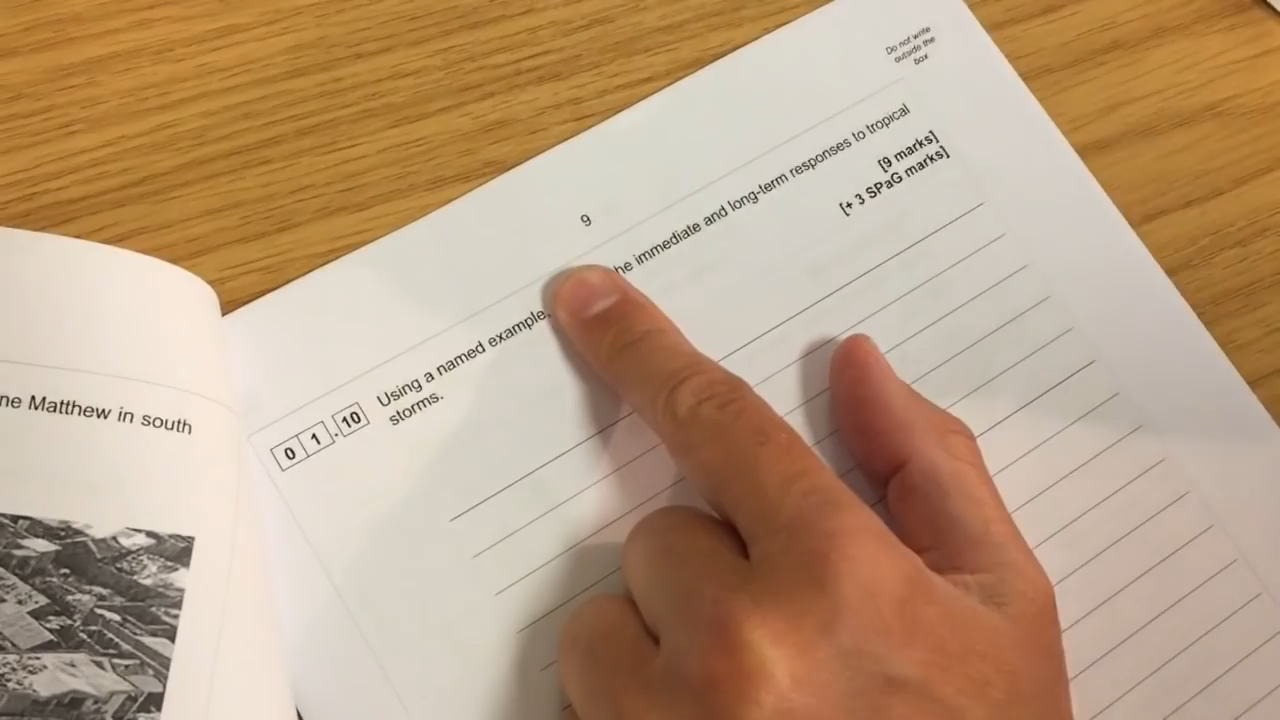 Do not write
outside the
box
9
0 1 . 10 Using a named example, he immediate and long-term responses to tropical
storms.
[9 marks]
[+ 3 SPaG marks]
ne Matthew in south